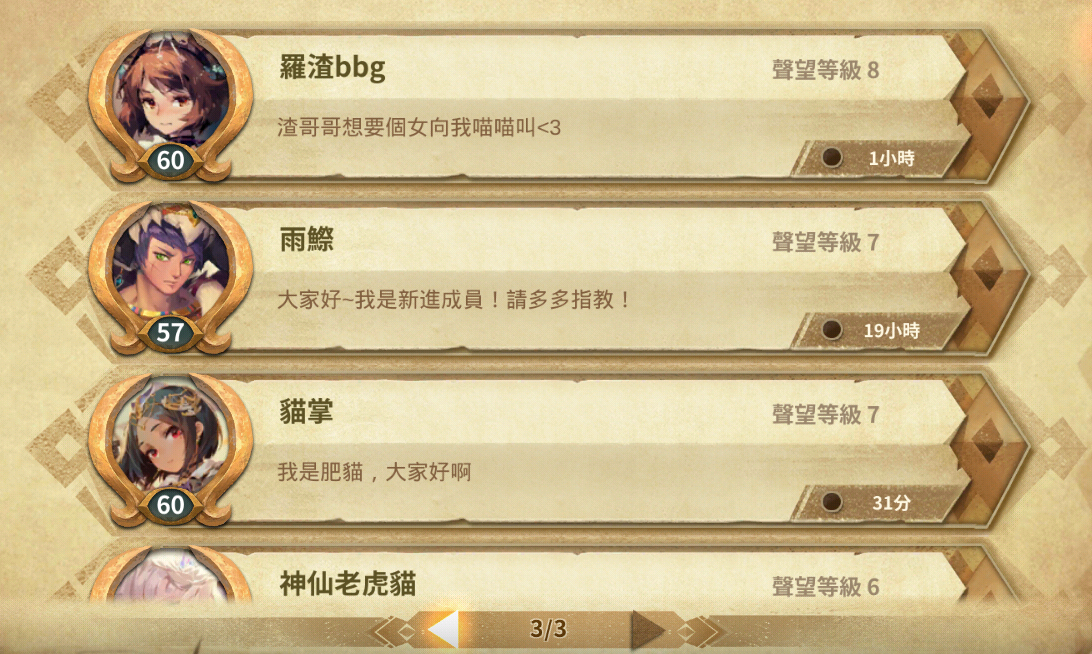 羅渣bbg
聲望等級 8
渣哥哥想要個女向我喵喵叫<3
60
1小時
雨鰶
聲望等級 7
大家好~我是新進成員！請多多指教！
57
19小時
貓掌
聲望等級 7
我是肥貓，大家好啊
60
31分
神仙老虎貓
聲望等級 6
3/3